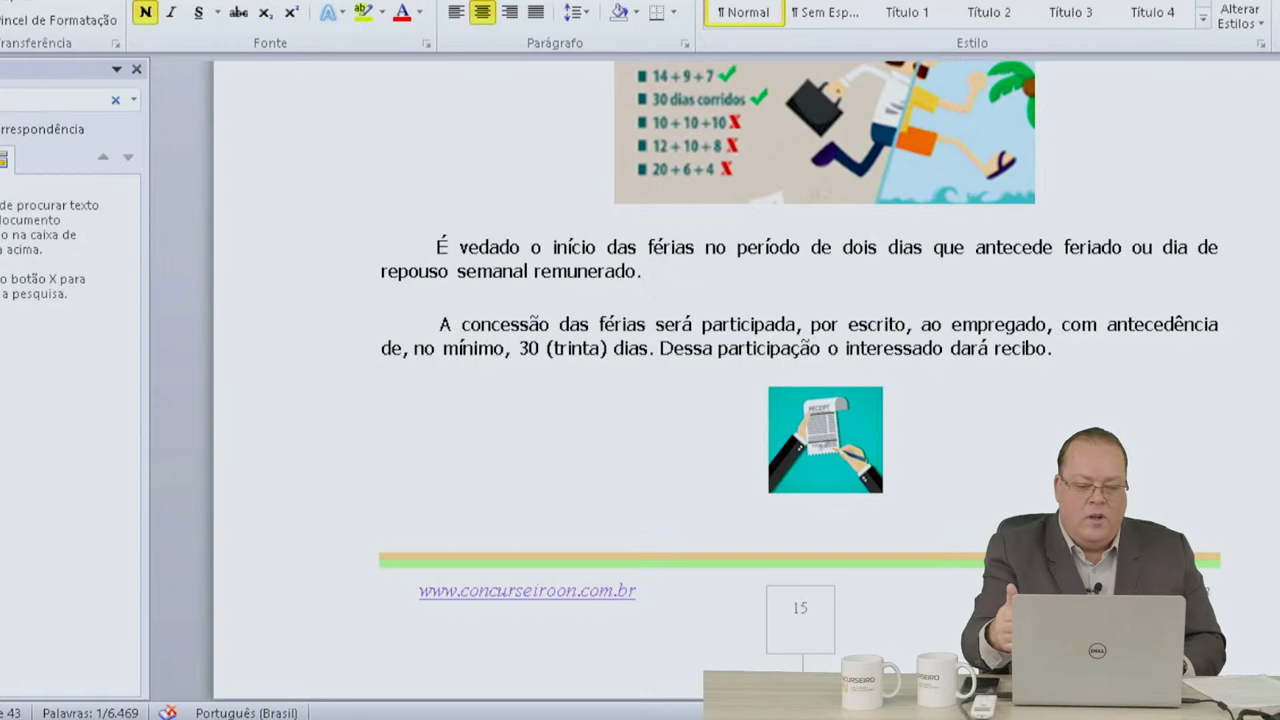 Pincel de Formatação
Transferência
N I S abc x₂ x² A ab A
Fonte
Parágrafo
¶ Normal ¶ Sem Esp... Título 1 Título 2 Título 3 Título 4
Alterar
Estilos
Estilo
rrespondência
de procurar texto
documento
o na caixa de
a acima.
o botão X para
a pesquisa.
14 + 9 + 7
30 dias corridos
10 + 10 +10 X
12 + 10 + 8 X
20 + 6 + 4 X
É vedado o início das férias no período de dois dias que antecede feriado ou dia de
repouso semanal remunerado.
A concessão das férias será participada, por escrito, ao empregado, com antecedência
de, no mínimo, 30 (trinta) dias. Dessa participação o interessado dará recibo.
RECEIPT
www.concurseiroon.com.br
15
DELL
e 43 Palavras: 1/6.469 Português (Brasil)